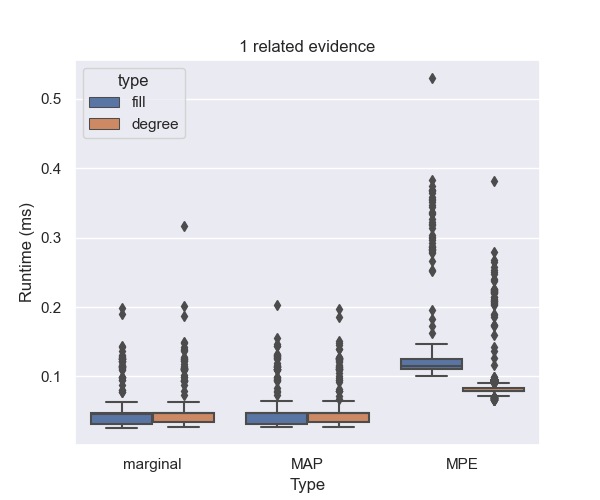 1 related evidence
type
fill
degree
0.5
0.4
0.3
0.2
0.1
Runtime (ms)
marginal MAP MPE
Type